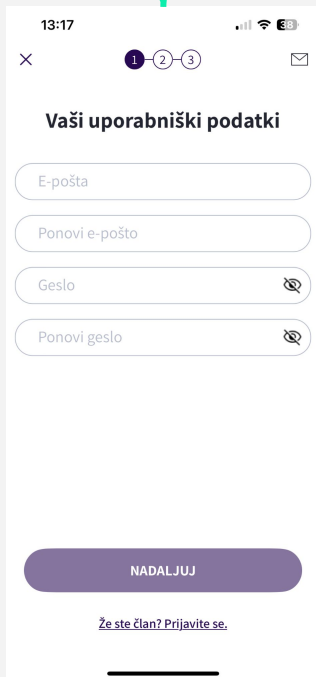 13:17
38
1 2 3
Vaši uporabniški podatki
E-pošta
Ponovi e-pošto
Geslo
Ponovi geslo
NADALJUJ
Že ste član? Prijavite se.